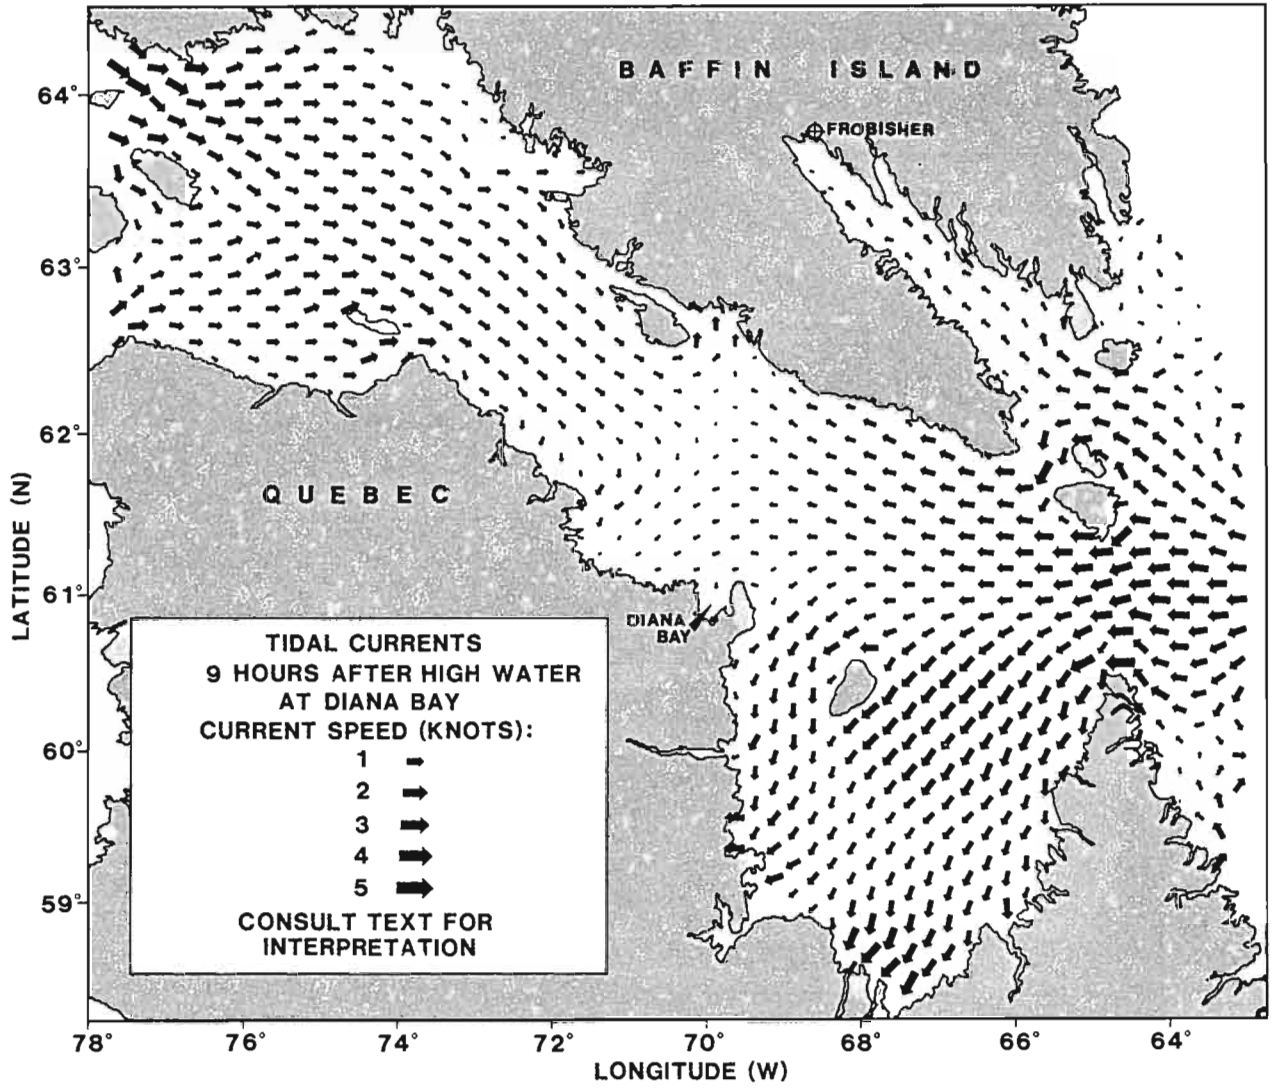 BAFFIN ISLAND
64°
FROBISHER
63°
62°
QUEBEC
LATITUDE (N)
61°
DIANA
BAY
TIDAL CURRENTS
9 HOURS AFTER HIGH WATER
AT DIANA BAY
CURRENT SPEED (KNOTS):
1
2
3
4
5
CONSULT TEXT FOR
INTERPRETATION
60°
59°
78° 76° 74° 72° 70° 68° 66° 64°
LONGITUDE (W)